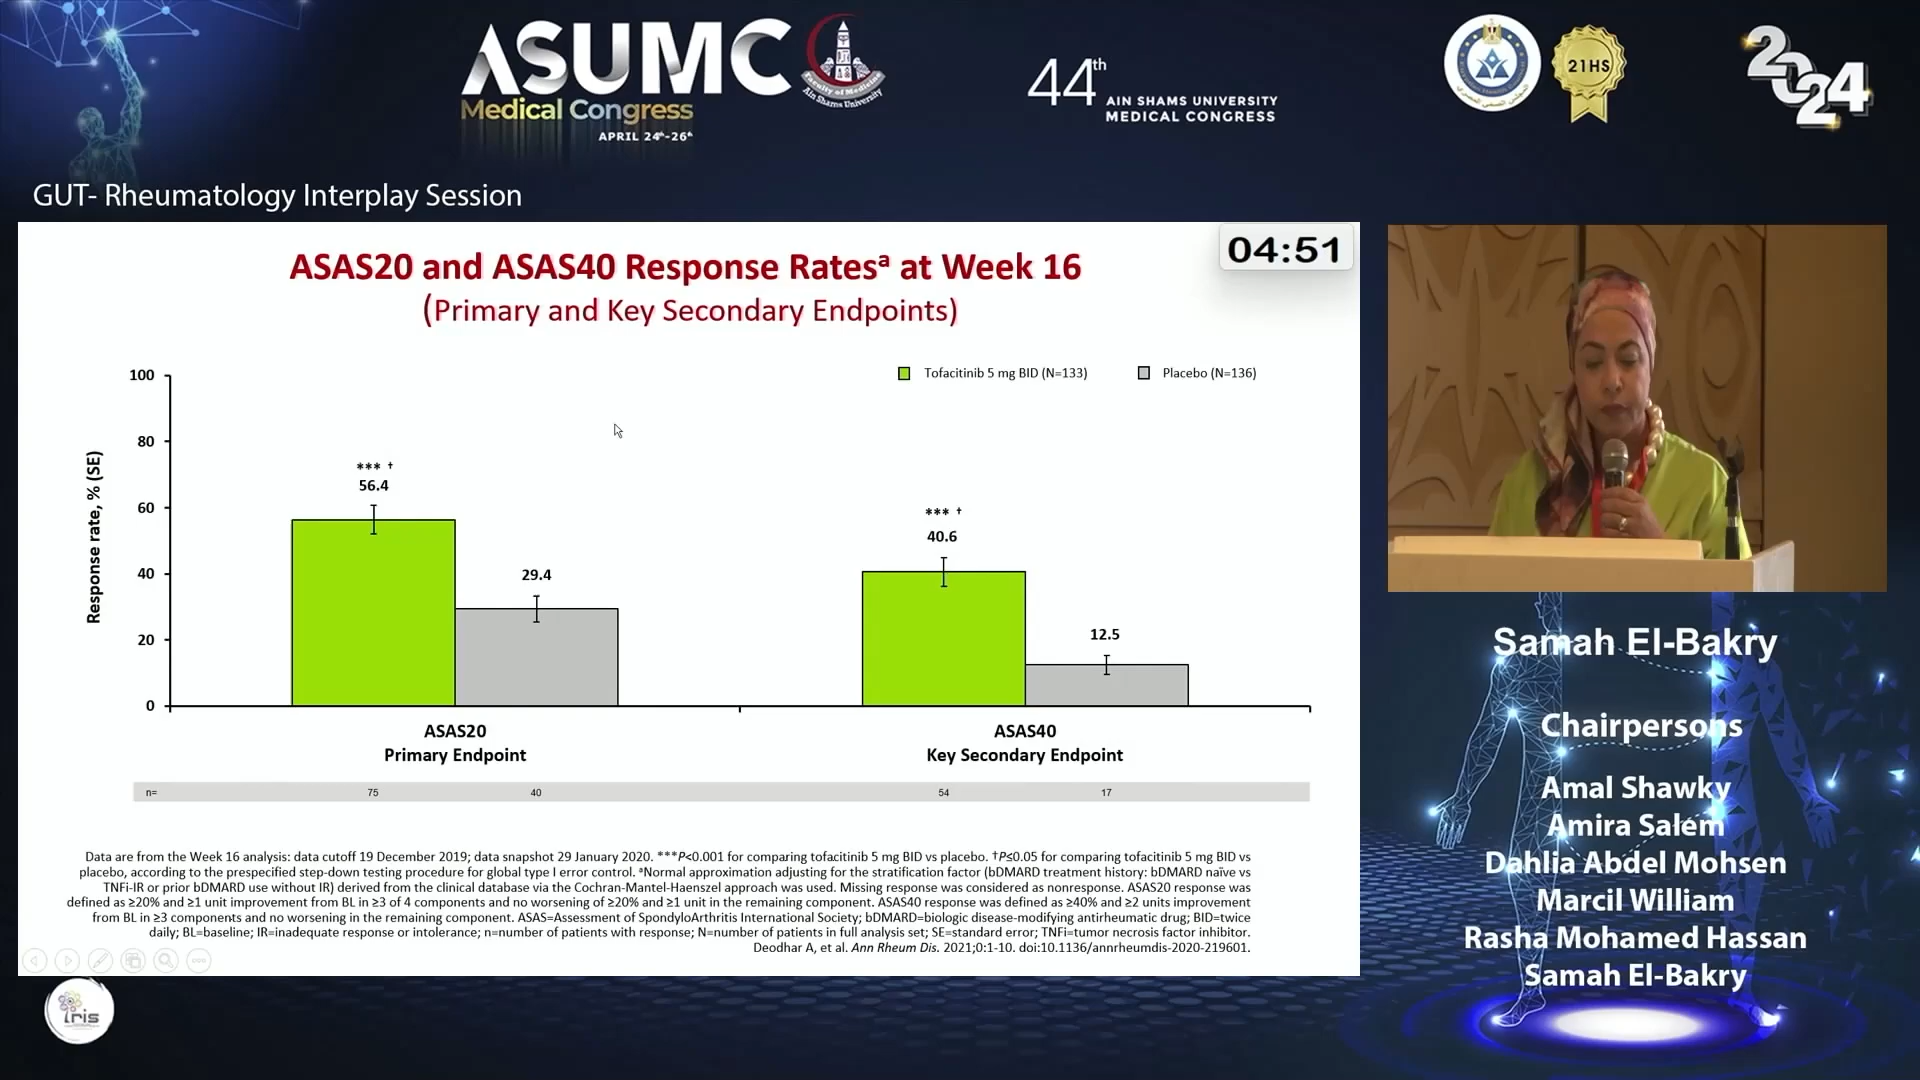 ASUMC
Medical Congress
APRIL 24th-26th
Faculty of Medicine
Ain Shams University
44th
AIN SHAMS UNIVERSITY
MEDICAL CONGRESS
21HS
2024
GUT- Rheumatology Interplay Session
04:51
ASAS20 and ASAS40 Response Ratesª at Week 16
(Primary and Key Secondary Endpoints)
Tofacitinib 5 mg BID (N=133)
Placebo (N=136)
Response rate, % (SE)
100
80
60
40
20
0
*** †
56.4
29.4
*** †
40.6
12.5
ASAS20
Primary Endpoint
ASAS40
Key Secondary Endpoint
n= 75 40 54 17
Data are from the Week 16 analysis: data cutoff 19 December 2019; data snapshot 29 January 2020. ***P<0.001 for comparing tofacitinib 5 mg BID vs placebo. †P≤0.05 for comparing tofacitinib 5 mg BID vs
placebo, according to the prespecified step-down testing procedure for global type I error control. ªNormal approximation adjusting for the stratification factor (bDMARD treatment history: bDMARD naïve vs
TNFi-IR or prior bDMARD use without IR) derived from the clinical database via the Cochran-Mantel-Haenszel approach was used. Missing response was considered as nonresponse. ASAS20 response was
defined as ≥20% and ≥1 unit improvement from BL in ≥3 of 4 components and no worsening of ≥20% and ≥1 unit in the remaining component. ASAS40 response was defined as ≥40% and ≥2 units improvement
from BL in ≥3 components and no worsening in the remaining component. ASAS=Assessment of SpondyloArthritis International Society; bDMARD=biologic disease-modifying antirheumatic drug; BID=twice
daily; BL=baseline; IR=inadequate response or intolerance; n=number of patients with response; N=number of patients in full analysis set; SE=standard error; TNFi=tumor necrosis factor inhibitor.
Deodhar A, et al. Ann Rheum Dis. 2021;0:1-10. doi:10.1136/annrheumdis-2020-219601.
Samah El-Bakry
Chairpersons
Amal Shawky
Amira Salem
Dahlia Abdel Mohsen
Marcil William
Rasha Mohamed Hassan
Samah El-Bakry
iris